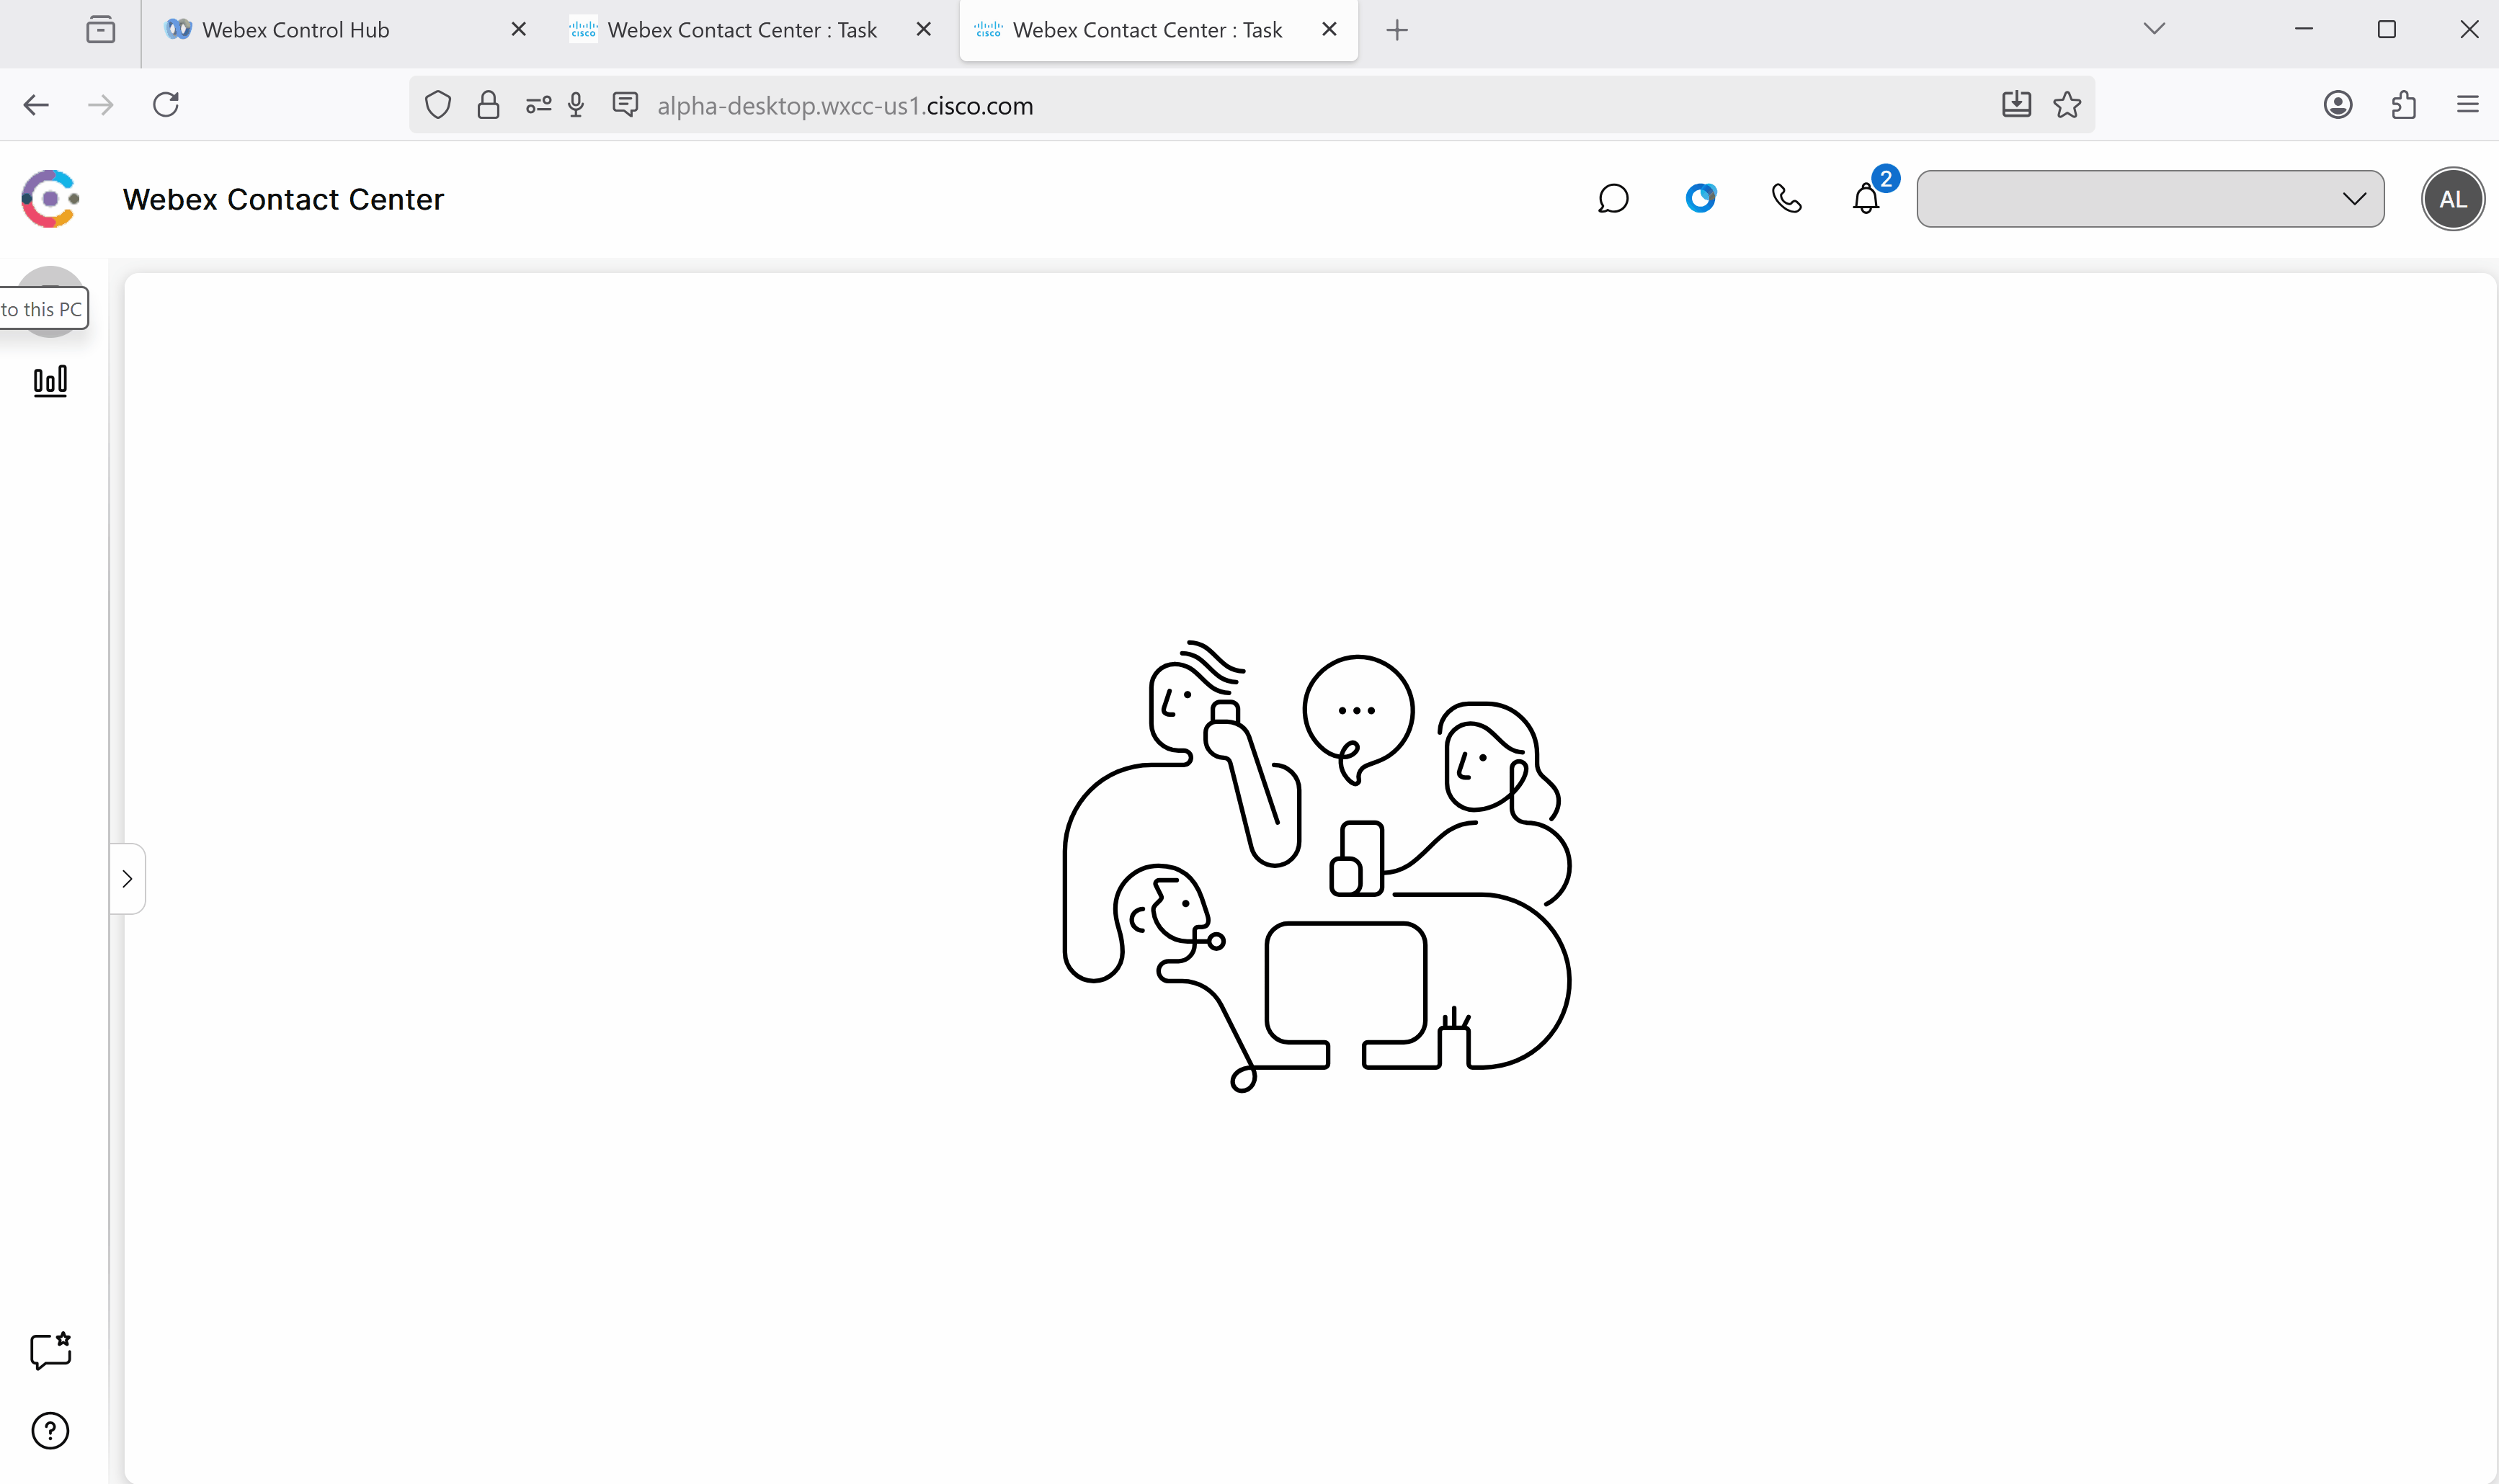 Webex Control Hub
Webex Contact Center : Task
Webex Contact Center : Task
alpha-desktop.wxcc-us1.cisco.com
Webex Contact Center
2
AL
to this PC